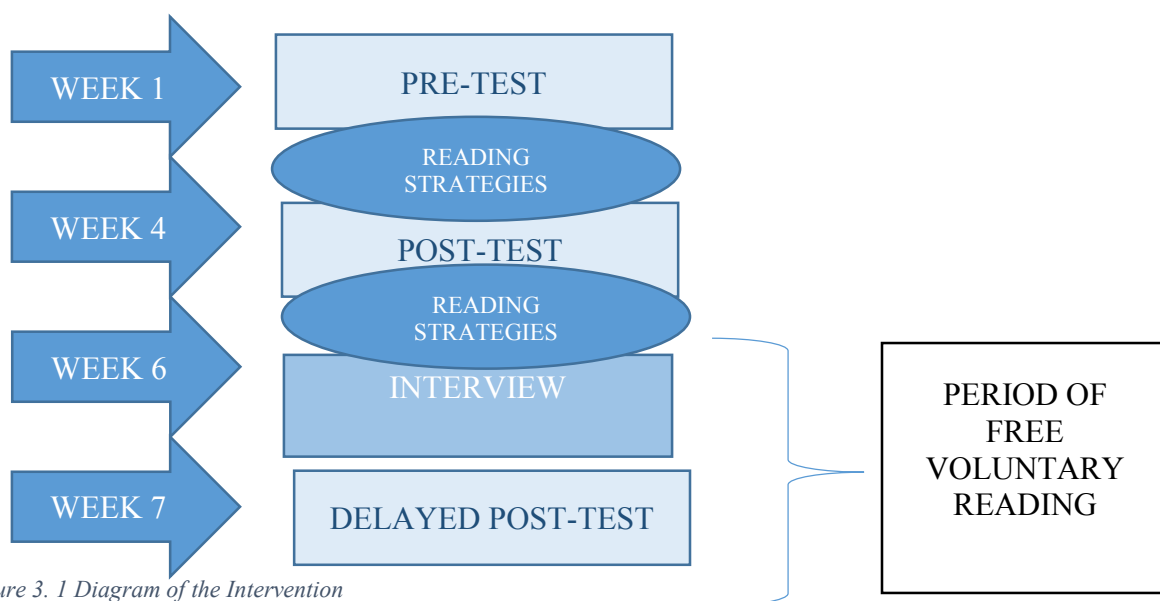 WEEK 1
PRE-TEST
READING
STRATEGIES
WEEK 4
POST-TEST
READING
STRATEGIES
WEEK 6
INTERVIEW
PERIOD OF
FREE
VOLUNTARY
READING
WEEK 7
DELAYED POST-TEST
ure 3. 1 Diagram of the Intervention